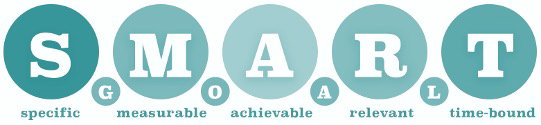 S M A R T
G O A L
specific measurable achievable relevant time-bound